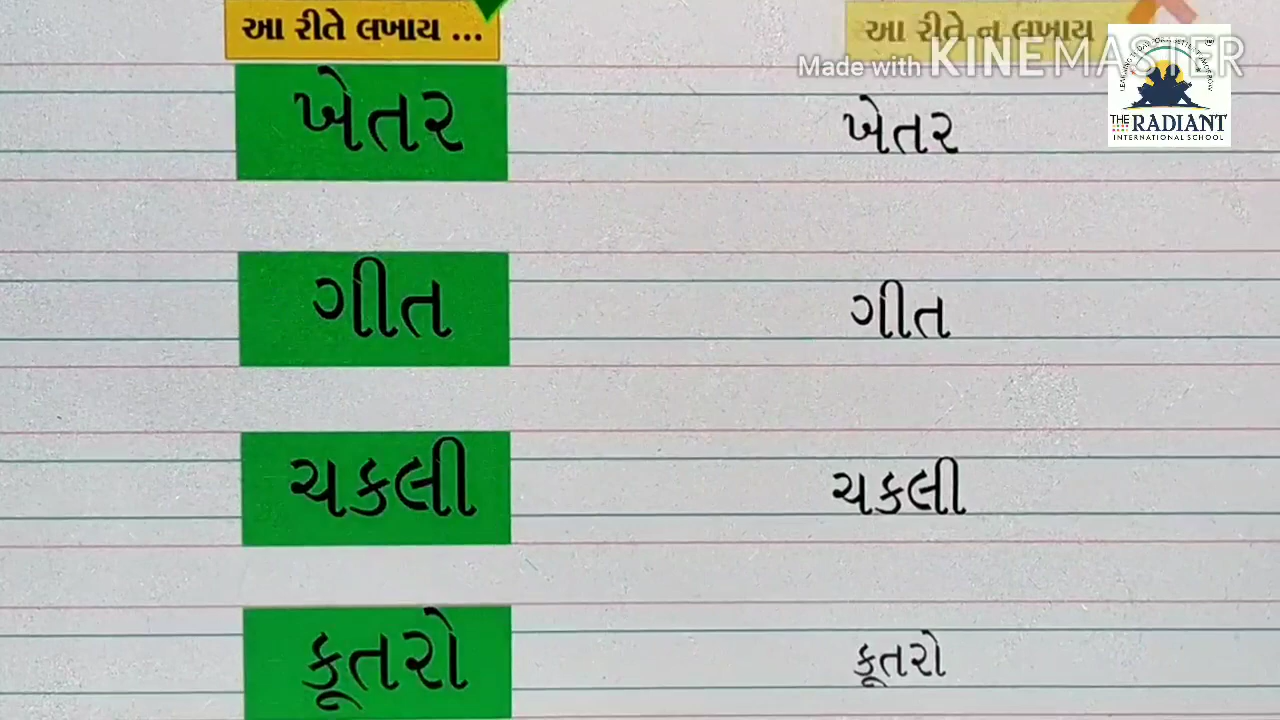 આ રીતે લખાય ...
આ રીતે ન લખાય
Made with KINEMASTER
THE RADIANT
INTERNATIONAL SCHOOL
ખેતર
ખેતર
ગીત
ગીત
ચકલી
ચકલી
કૂતરો
કૂતરો